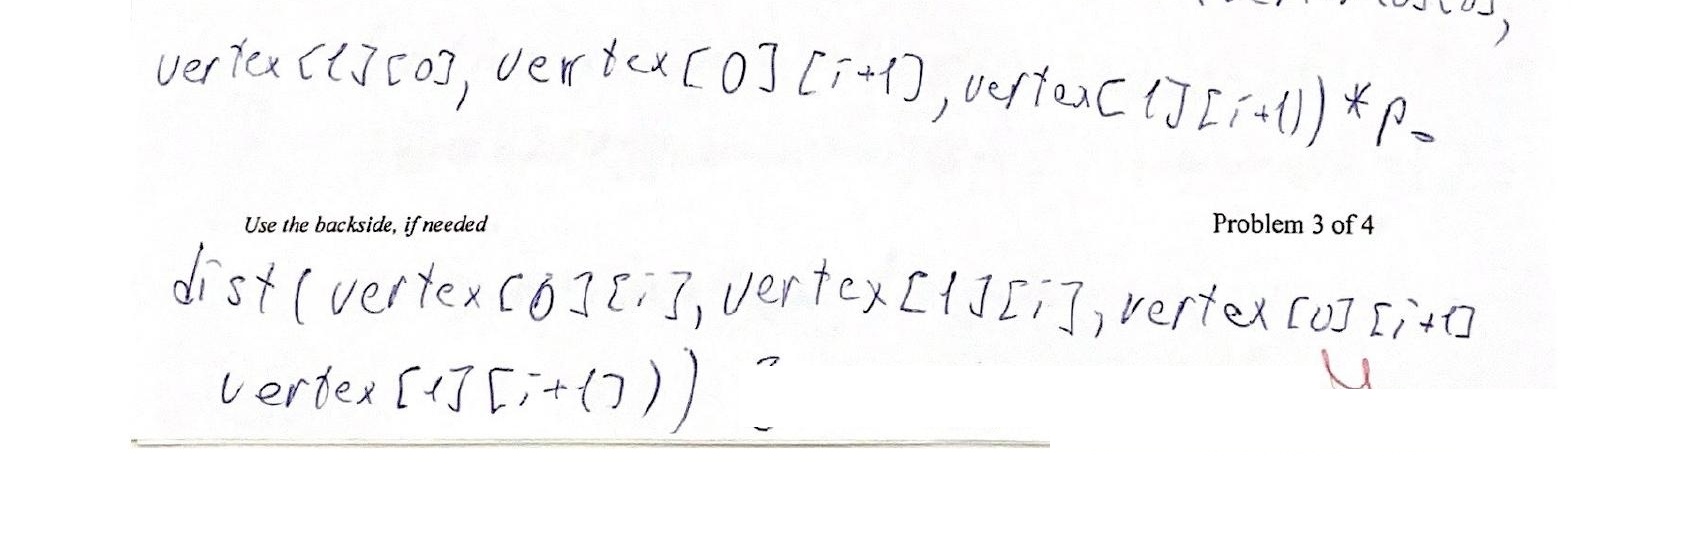 vertex[1][0], vertex[0][i+1], vertex[1][i+1]) * p-
Use the backside, if needed
Problem 3 of 4
dist(vertex[0][i], vertex[1][i], vertex[0][i+1]
vertex[1][i+1]))